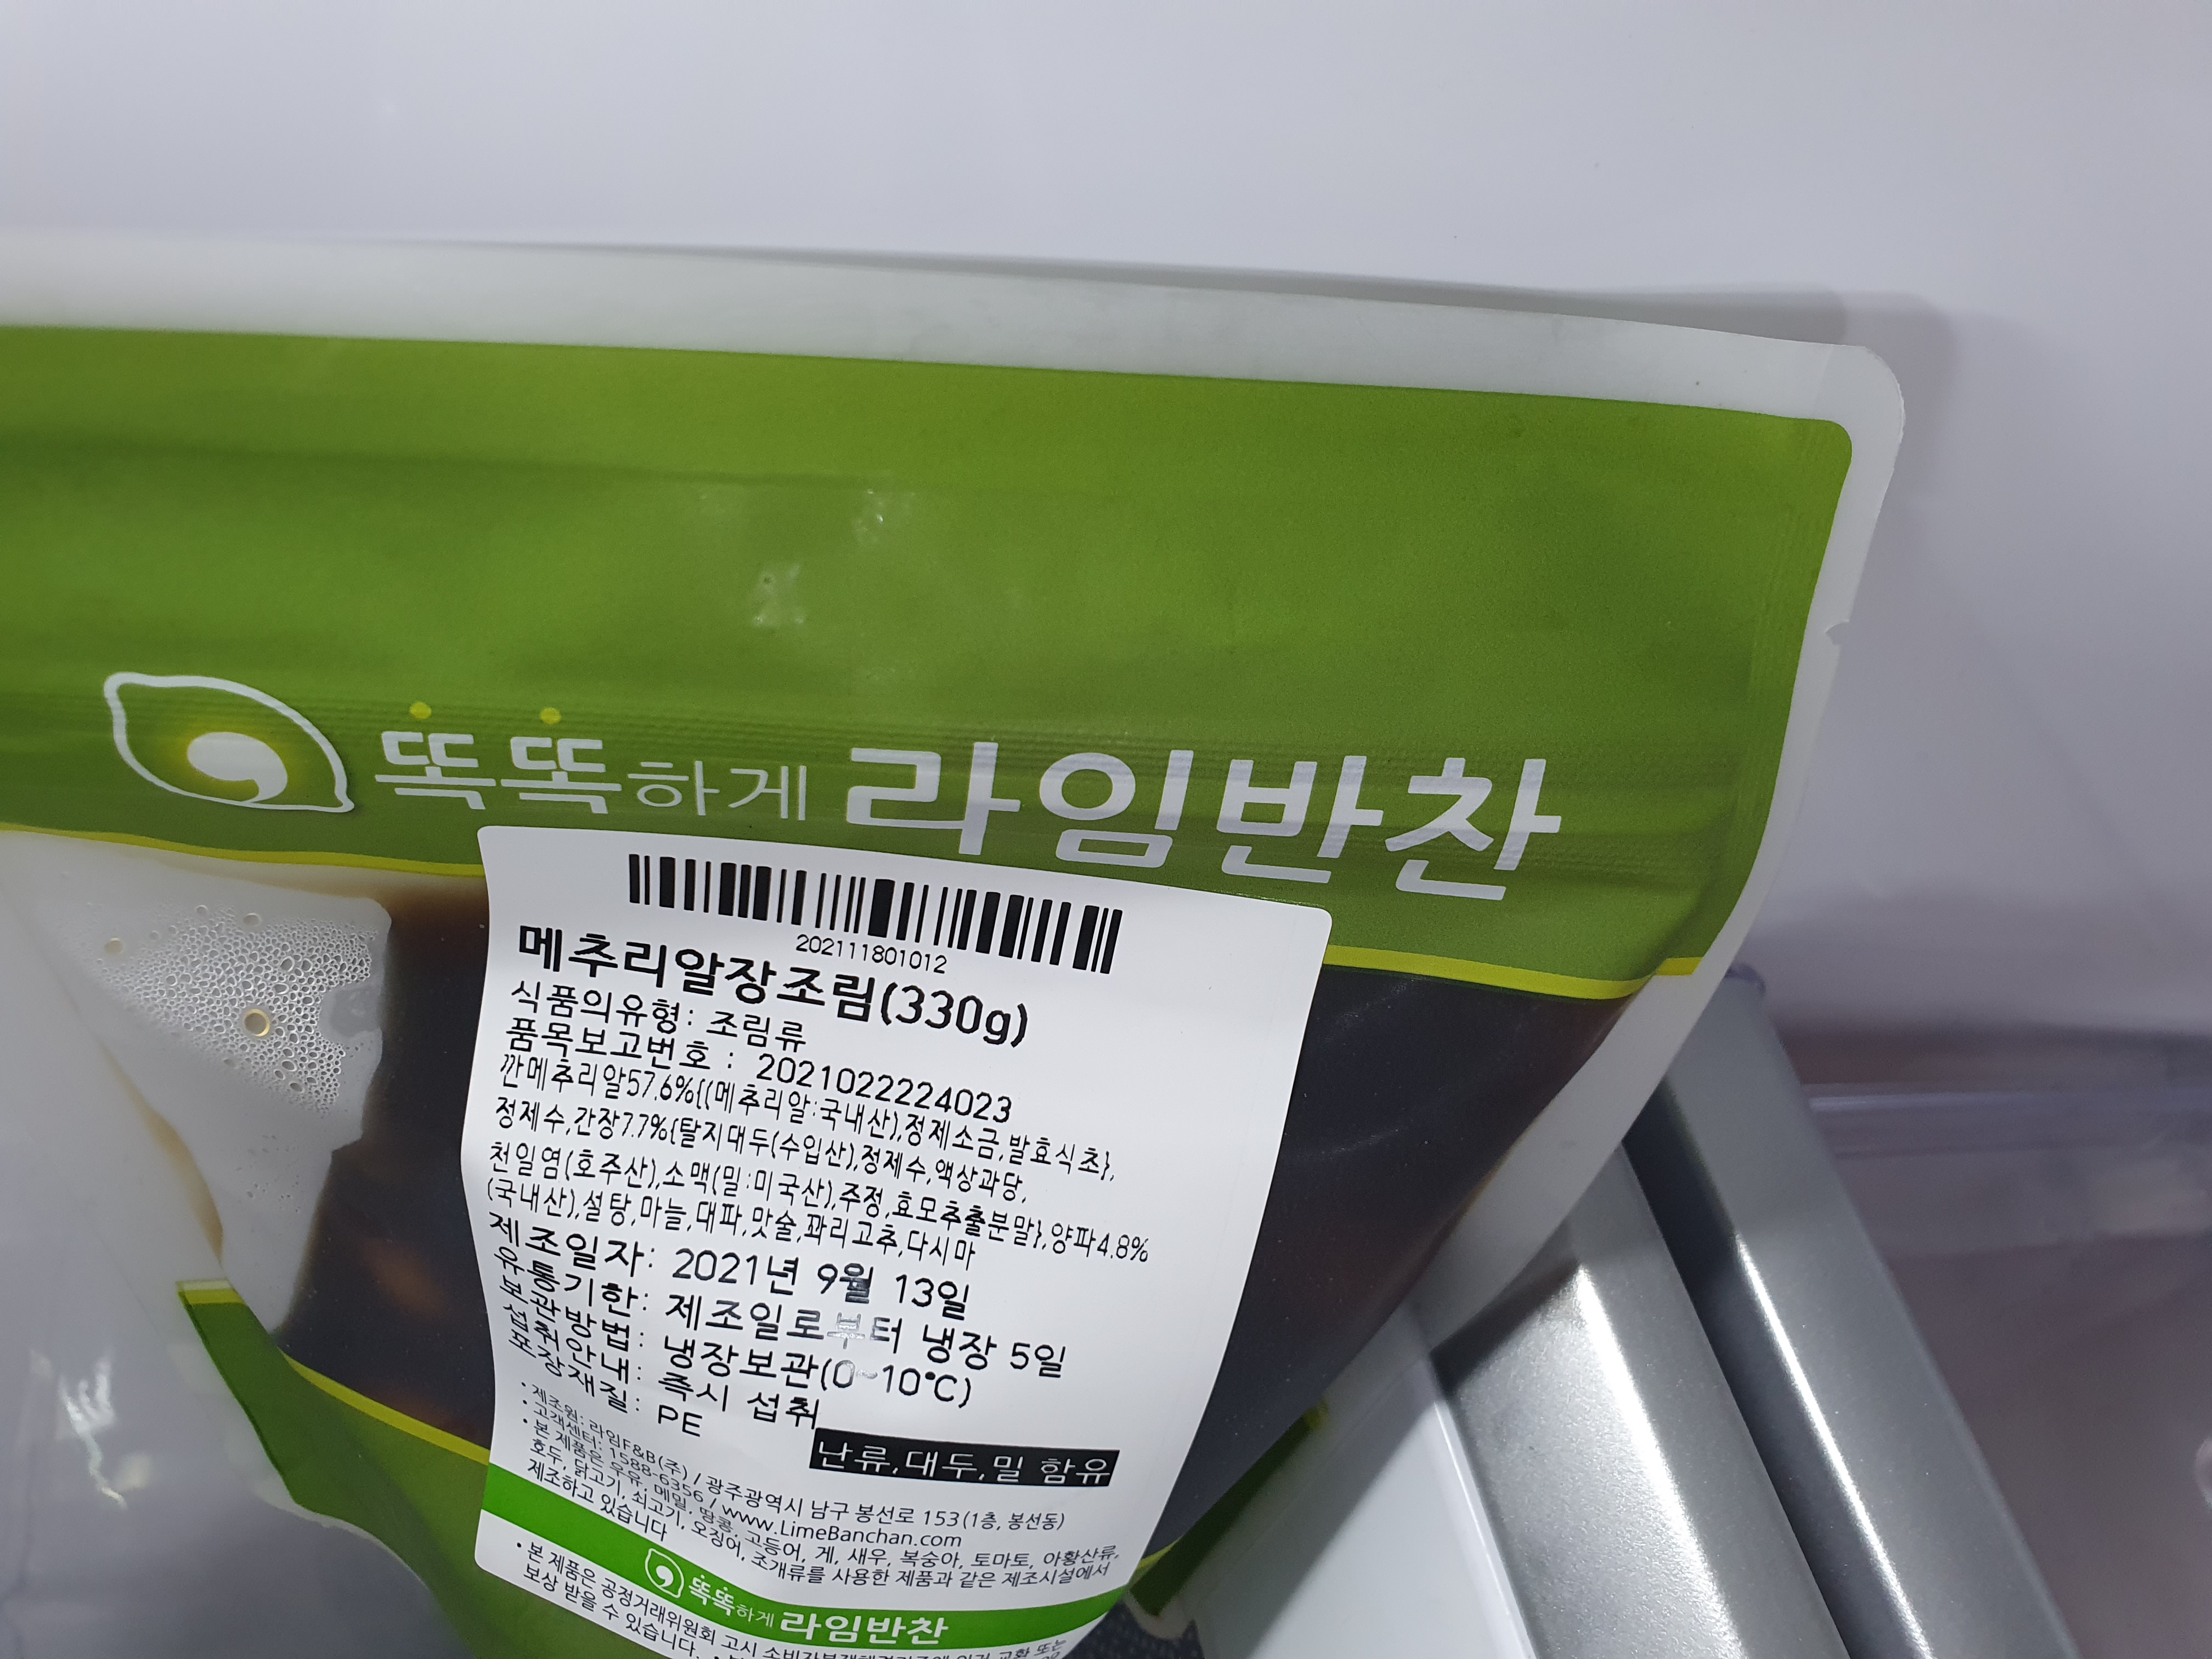 똑똑하게 라임반찬
202111801012
메추리알장조림(330g)
식품의유형: 조림류
품목보고번호 : 2021022224023
깐메추리알57.6%{(메추리알:국내산),정제소금,발효식초},
정제수,간장7.7%{탈지대두(수입산),정제수,액상과당,
천일염(호주산),소맥(밀:미국산),주정,효모추출분말},양파4.8%
(국내산),설탕,마늘,대파,맛술,꽈리고추,다시마
제조일자: 2021년 9월 13일
유통기한: 제조일로부터 냉장 5일
보관방법: 냉장보관(0~10℃)
섭취안내: 즉시 섭취
포장재질: PE
난류,대두,밀 함유
• 제조원: 라임F&B(주) / 광주광역시 남구 봉선로 153(1층, 봉선동)
• 고객센터: 1588-6356 / www.LimeBanchan.com
• 본 제품은 우유, 메밀, 땅콩, 고등어, 게, 새우, 복숭아, 토마토, 아황산류,
호두, 닭고기, 쇠고기, 오징어, 조개류를 사용한 제품과 같은 제조시설에서
제조하고 있습니다
똑똑하게 라임반찬
• 본 제품은 공정거래위원회 고시 교환 또는
보상 받을 수 있습니다.